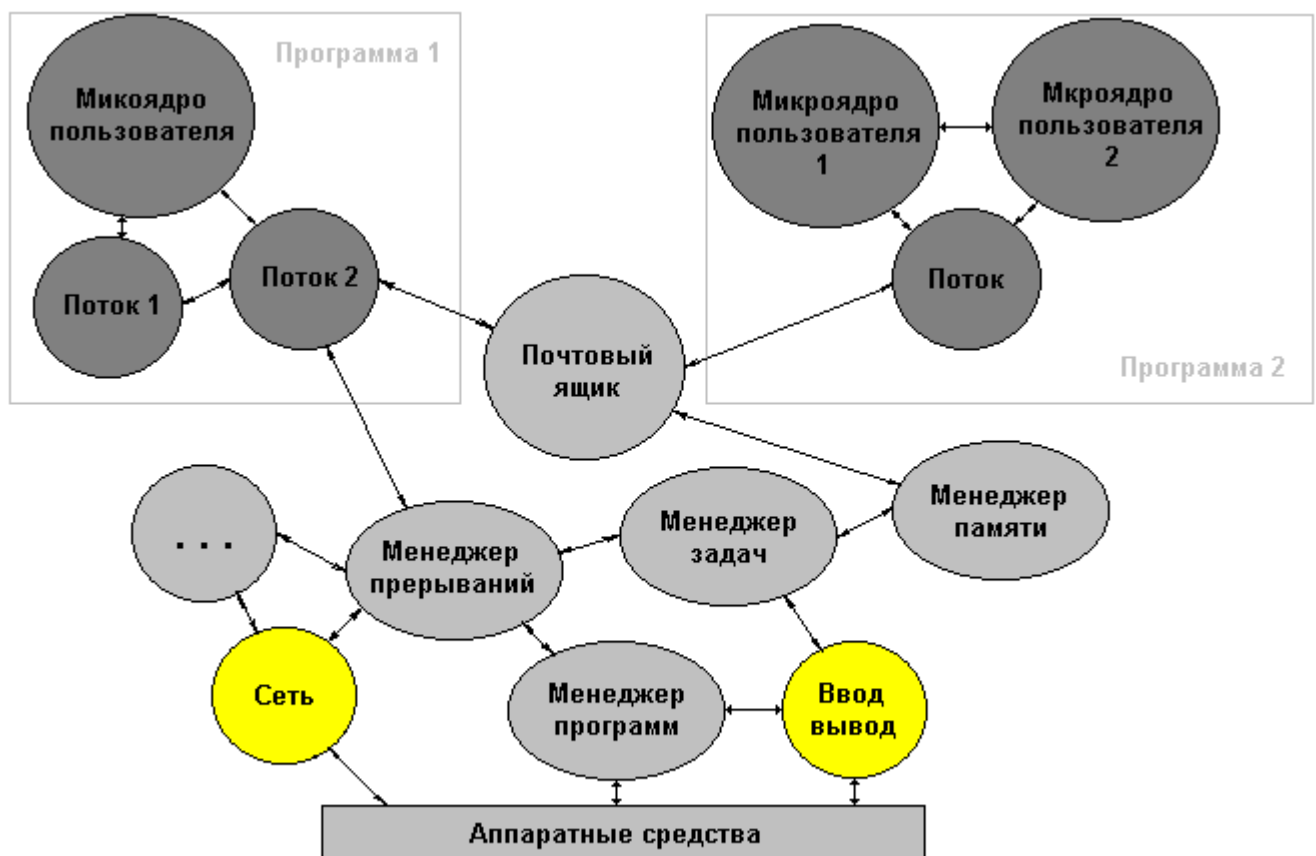 Программа 1
Микоядро
пользователя
Поток 1
Поток 2
Микроядро
пользователя
1
Мкроядро
пользователя
2
Поток
Программа 2
Почтовый
ящик
. . .
Менеджер
прерываний
Менеджер
задач
Менеджер
памяти
Сеть
Менеджер
программ
Ввод
вывод
Аппаратные средства